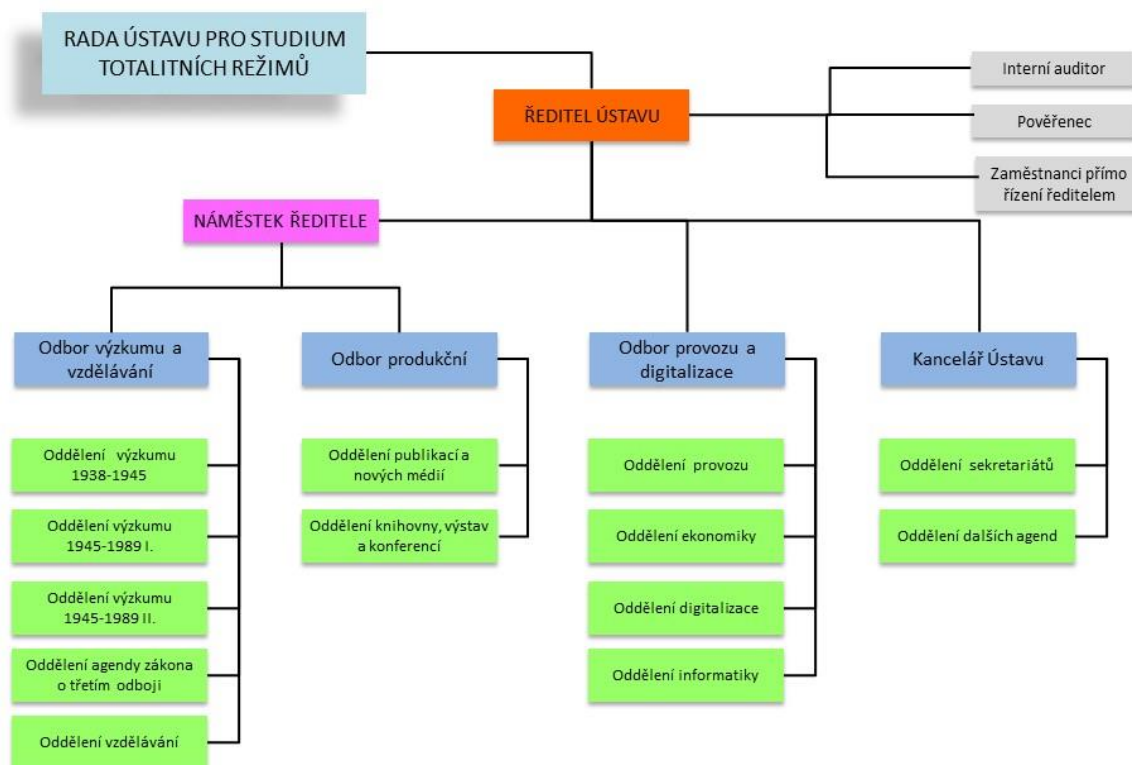 RADA ÚSTAVU PRO STUDIUM
TOTALITNÍCH REŽIMŮ
ŘEDITEL ÚSTAVU
Interní auditor
Pověřenec
Zaměstnanci přímo
řízení ředitelem
NÁMĚSTEK ŘEDITELE
Odbor výzkumu a
vzdělávání
Oddělení výzkumu
1938-1945
Oddělení výzkumu
1945-1989 I.
Oddělení výzkumu
1945-1989 II.
Oddělení agendy zákona
o třetím odboji
Oddělení vzdělávání
Odbor produkční
Oddělení publikací a
nových médií
Oddělení knihovny, výstav
a konferencí
Odbor provozu a
digitalizace
Oddělení provozu
Oddělení ekonomiky
Oddělení digitalizace
Oddělení informatiky
Kancelář Ústavu
Oddělení sekretariátů
Oddělení dalších agend